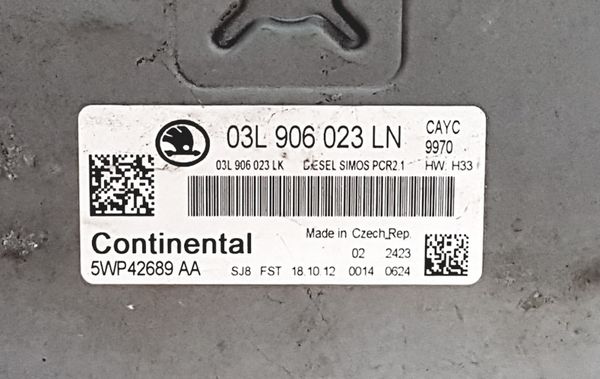 03L 906 023 LN CAYC
9970
03L 906 023 LK DIESEL SIMOS PCR2.1 HW: H33
Continental Made in Czech Rep.
02 2423
5WP42689 AA SJ8 FST 18.10.12 0014 0624